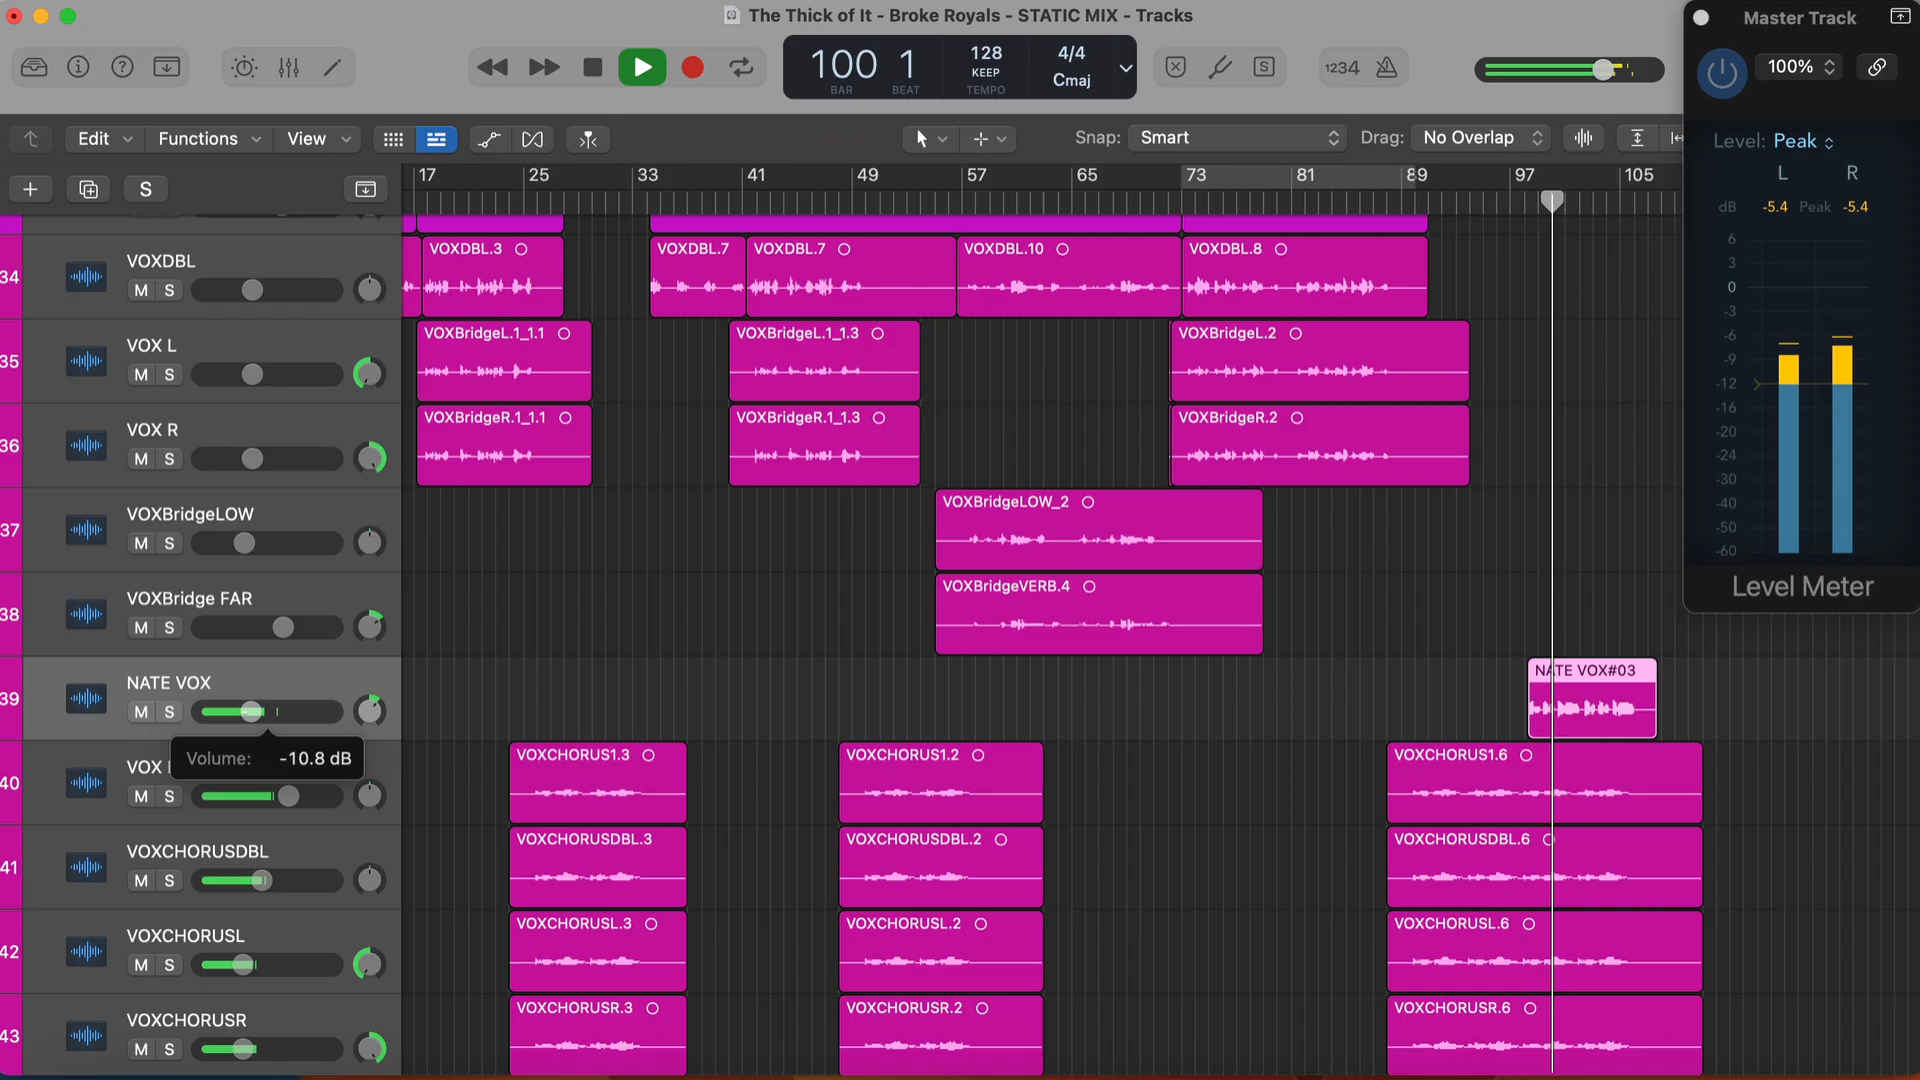 The Thick of It - Broke Royals - STATIC MIX - Tracks
Master Track
100 1
BAR BEAT
128
KEEP
TEMPO
4/4
Cmaj
S
1234
100%
Edit Functions View
Snap: Smart
Drag: No Overlap
Level: Peak
L R
dB -5.4 Peak -5.4
6
3
0
-3
-6
-9
-12
-16
-20
-24
-30
-40
-50
-60
Level Meter
S
17 25 33 41 49 57 65 73 81 89 97 105
34 VOXDBL
M S
VOXDBL.3 VOXDBL.7 VOXDBL.7 VOXDBL.10 VOXDBL.8
35 VOX L
M S
VOXBridgeL.1_1.1 VOXBridgeL.1_1.3 VOXBridgeL.2
36 VOX R
M S
VOXBridgeR.1_1.1 VOXBridgeR.1_1.3 VOXBridgeR.2
37 VOXBridgeLOW
M S
VOXBridgeLOW_2
38 VOXBridge FAR
M S
VOXBridgeVERB.4
39 NATE VOX
M S
NATE VOX#03
Volume: -10.8 dB
40 VOX
M S
VOXCHORUS1.3 VOXCHORUS1.2 VOXCHORUS1.6
41 VOXCHORUSDBL
M S
VOXCHORUSDBL.3 VOXCHORUSDBL.2 VOXCHORUSDBL.6
42 VOXCHORUSL
M S
VOXCHORUSL.3 VOXCHORUSL.2 VOXCHORUSL.6
43 VOXCHORUSR
M S
VOXCHORUSR.3 VOXCHORUSR.2 VOXCHORUSR.6